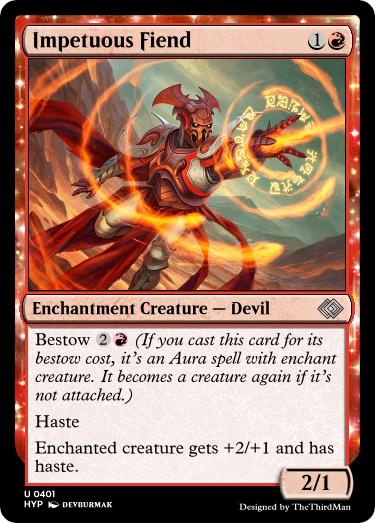 Impetuous Fiend 1
Enchantment Creature — Devil
Bestow 2 (If you cast this card for its
bestow cost, it's an Aura spell with enchant
creature. It becomes a creature again if it's
not attached.)
Haste
Enchanted creature gets +2/+1 and has
haste.
2/1
U 0401
HYP DEVBURMAK
Designed by TheThirdMan